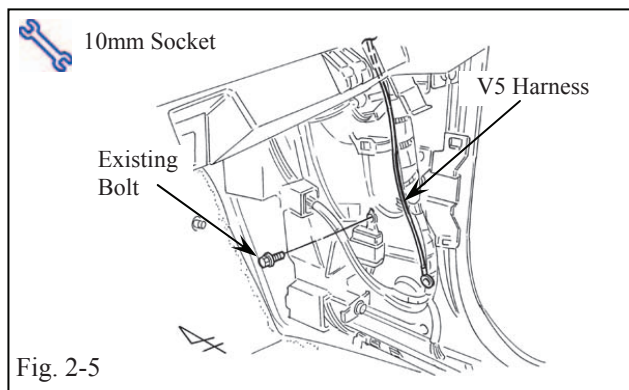 10mm Socket
V5 Harness
Existing
Bolt
Fig. 2-5